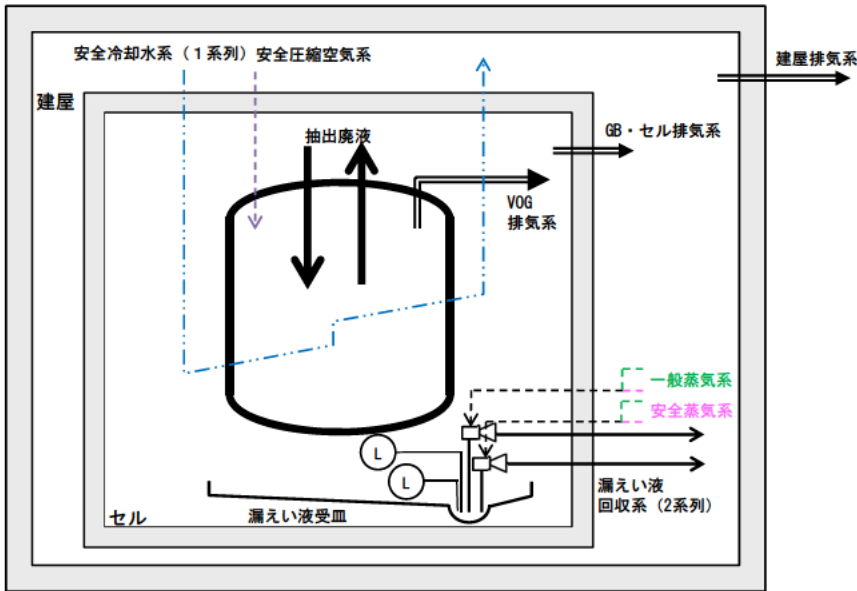 安全冷却水系（１系列）
安全圧縮空気系
建屋排気系
建屋
GB・セル排気系
抽出廃液
VOG
排気系
一般蒸気系
安全蒸気系
L
L
漏えい液
回収系（2系列）
セル
漏えい液受皿